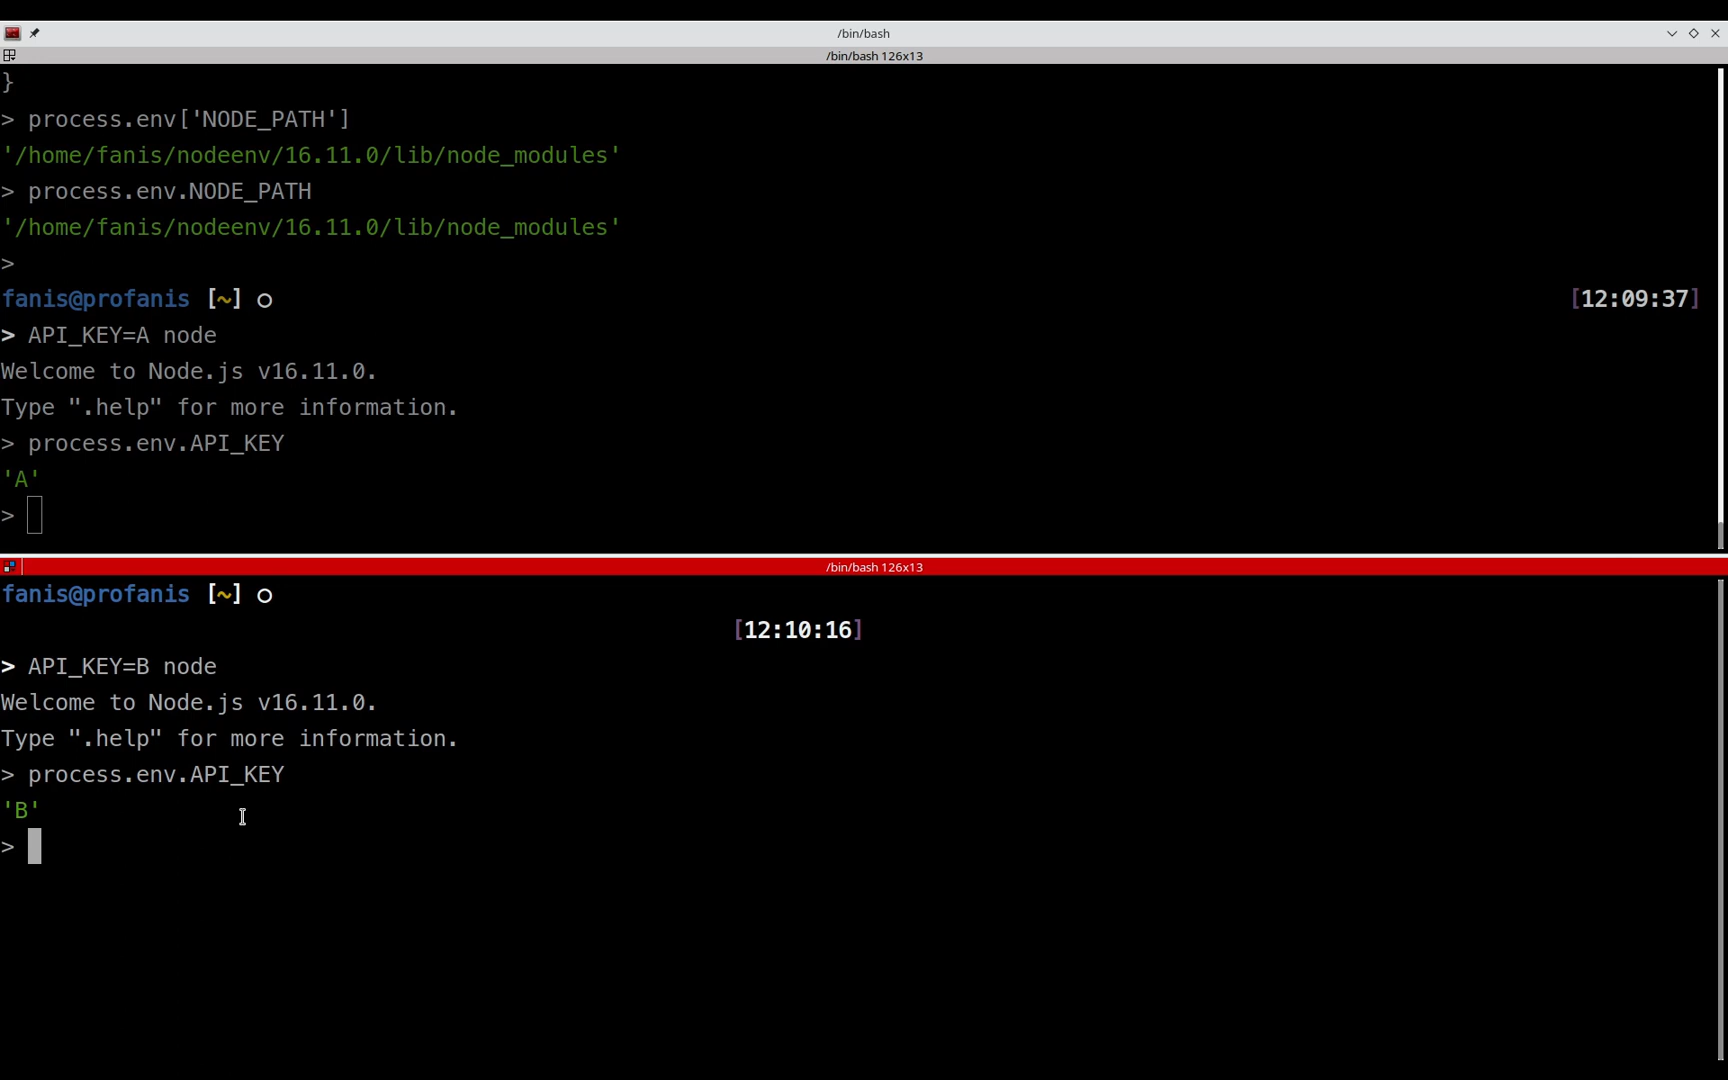 /bin/bash
/bin/bash 126x13
}
> process.env['NODE_PATH']
'/home/fanis/nodeenv/16.11.0/lib/node_modules'
> process.env.NODE_PATH
'/home/fanis/nodeenv/16.11.0/lib/node_modules'
>
fanis@profanis [~] ○ [12:09:37]
> API_KEY=A node
Welcome to Node.js v16.11.0.
Type ".help" for more information.
> process.env.API_KEY
'A'
>
/bin/bash 126x13
fanis@profanis [~] ○
[12:10:16]
> API_KEY=B node
Welcome to Node.js v16.11.0.
Type ".help" for more information.
> process.env.API_KEY
'B'
>